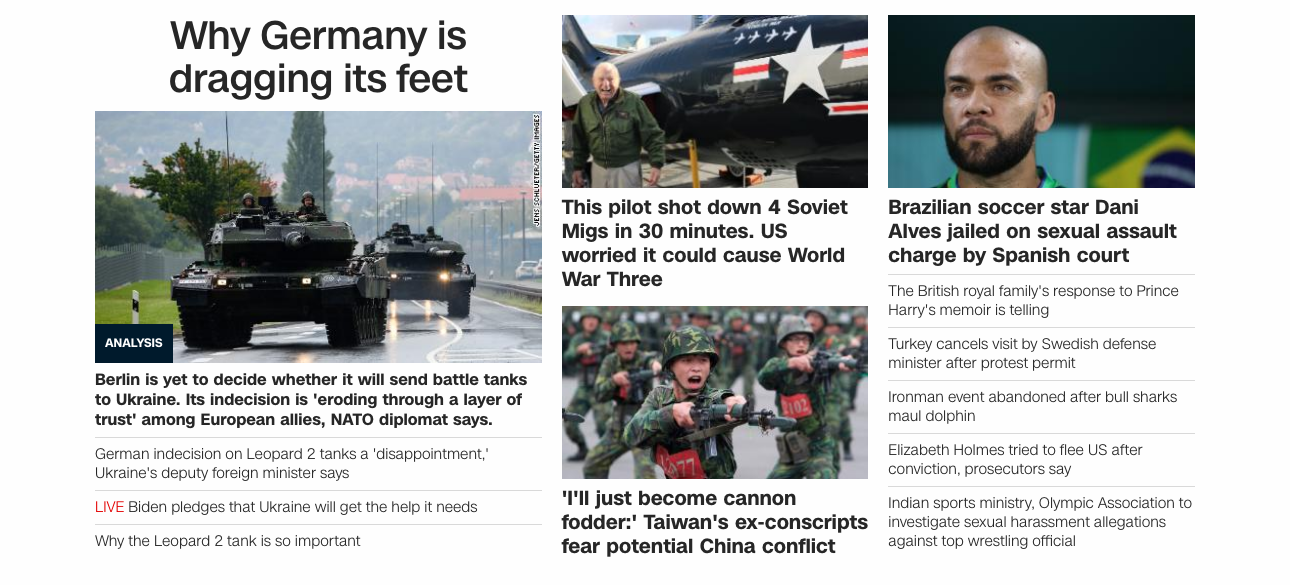 Why Germany is
dragging its feet
JENS SCHLUETER/GETTY IMAGES
ANALYSIS
Berlin is yet to decide whether it will send battle tanks
to Ukraine. Its indecision is 'eroding through a layer of
trust' among European allies, NATO diplomat says.
German indecision on Leopard 2 tanks a 'disappointment,'
Ukraine's deputy foreign minister says
LIVE Biden pledges that Ukraine will get the help it needs
Why the Leopard 2 tank is so important
This pilot shot down 4 Soviet
Migs in 30 minutes. US
worried it could cause World
War Three
2102
077
'I'll just become cannon
fodder:' Taiwan's ex-conscripts
fear potential China conflict
Brazilian soccer star Dani
Alves jailed on sexual assault
charge by Spanish court
The British royal family's response to Prince
Harry's memoir is telling
Turkey cancels visit by Swedish defense
minister after protest permit
Ironman event abandoned after bull sharks
maul dolphin
Elizabeth Holmes tried to flee US after
conviction, prosecutors say
Indian sports ministry, Olympic Association to
investigate sexual harassment allegations
against top wrestling official